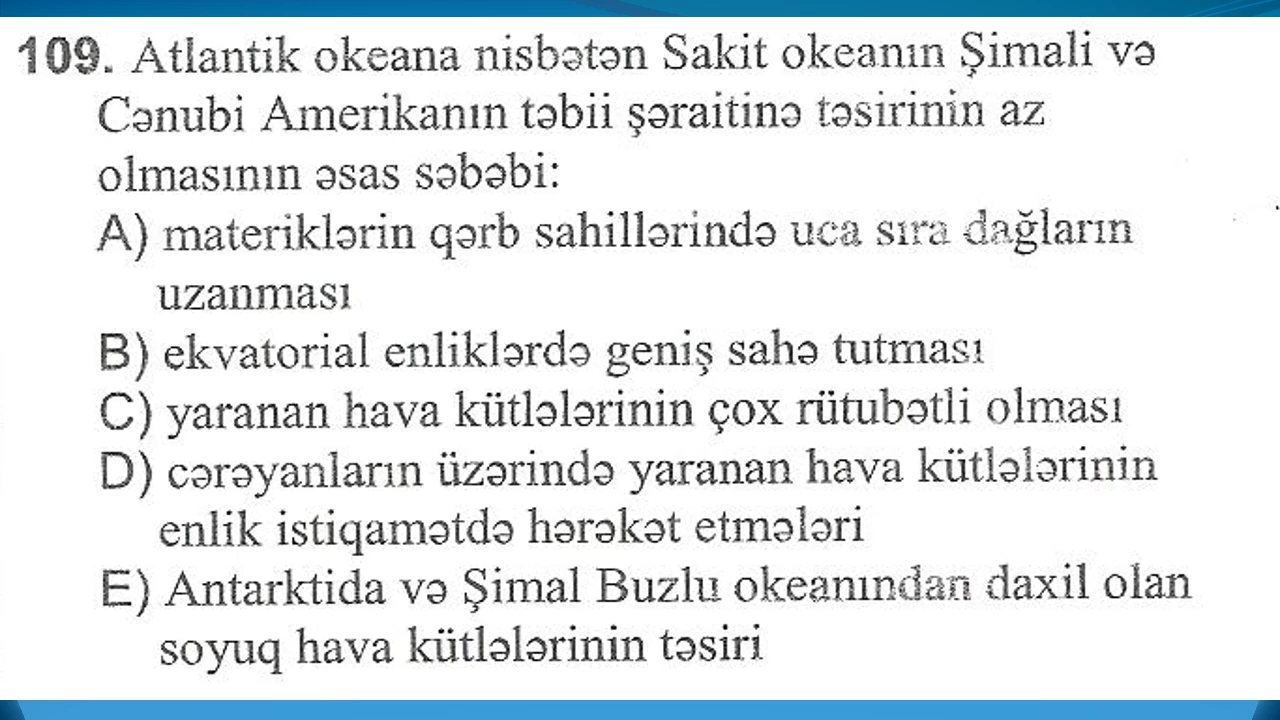 109. Atlantik okeana nisbətən Sakit okeanın Şimali və
Cənubi Amerikanın təbii şəraitinə təsirinin az
olmasının əsas səbəbi:
A) materiklərin qərb sahillərində uca sıra dağların
uzanması
B) ekvatorial enliklərdə geniş sahə tutması
C) yaranan hava kütlələrinin çox rütubətli olması
D) cərəyanların üzərində yaranan hava kütlələrinin
enlik istiqamətdə hərəkət etmələri
E) Antarktida və Şimal Buzlu okeanından daxil olan
soyuq hava kütlələrinin təsiri